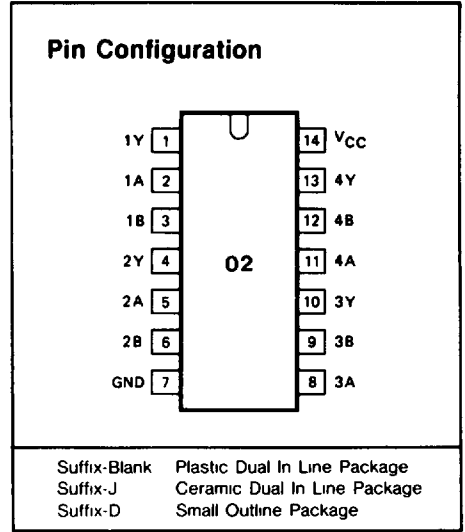 Pin Configuration
1Y 1 14 VCC
1A 2 13 4Y
1B 3 12 4B
2Y 4 02 11 4A
2A 5 10 3Y
2B 6 9 3B
GND 7 8 3A
Suffix-Blank Plastic Dual In Line Package
Suffix-J Ceramic Dual In Line Package
Suffix-D Small Outline Package